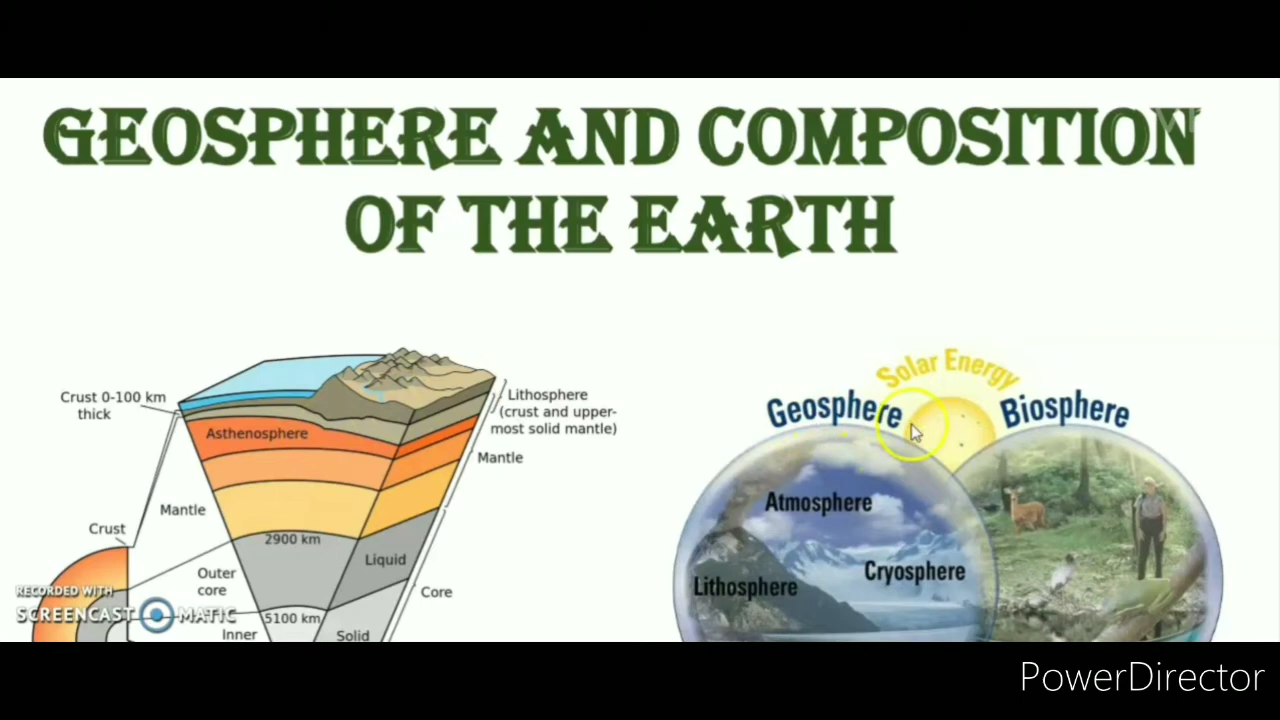 GEOSPHERE AND COMPOSITION
OF THE EARTH
Crust 0-100 km
thick
Asthenosphere
Lithosphere
(crust and upper-
most solid mantle)
Mantle
Mantle
Crust
2900 km
Liquid
Outer
core
Core
5100 km
Inner
Solid
Solar Energy
Geosphere
Biosphere
Atmosphere
Cryosphere
Lithosphere
RECORDED WITH
SCREENCAST MATIC
PowerDirector